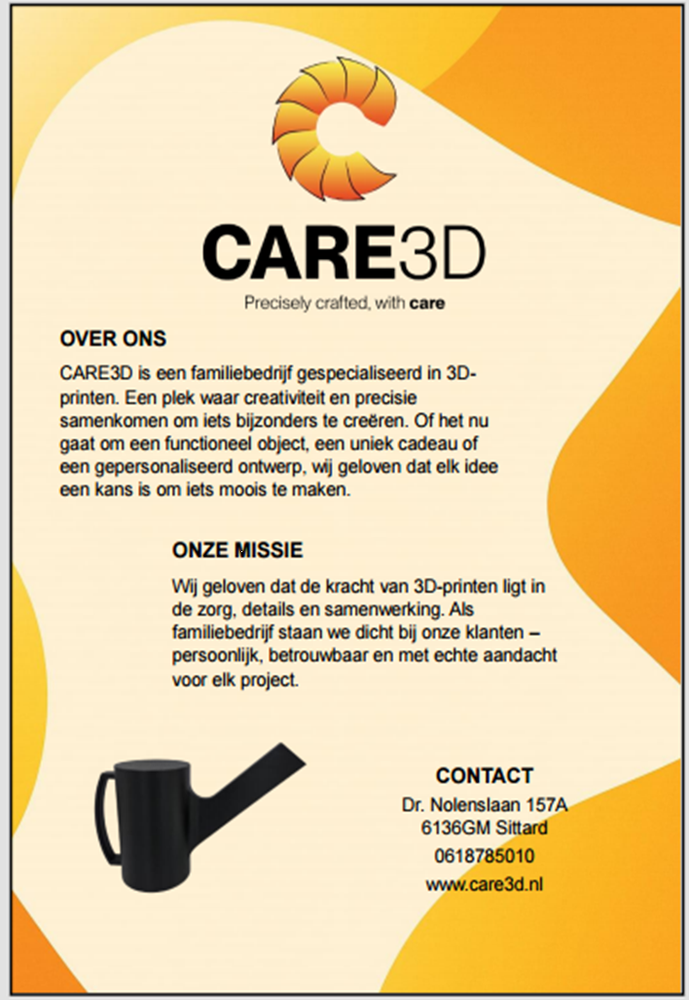 CARE3D
Precisely crafted, with care
OVER ONS
CARE3D is een familiebedrijf gespecialiseerd in 3D-
printen. Een plek waar creativiteit en precisie
samenkomen om iets bijzonders te creëren. Of het nu
gaat om een functioneel object, een uniek cadeau of
een gepersonaliseerd ontwerp, wij geloven dat elk idee
een kans is om iets moois te maken.
ONZE MISSIE
Wij geloven dat de kracht van 3D-printen ligt in
de zorg, details en samenwerking. Als
familiebedrijf staan we dicht bij onze klanten –
persoonlijk, betrouwbaar en met echte aandacht
voor elk project.
CONTACT
Dr. Nolenslaan 157A
6136GM Sittard
0618785010
www.care3d.nl